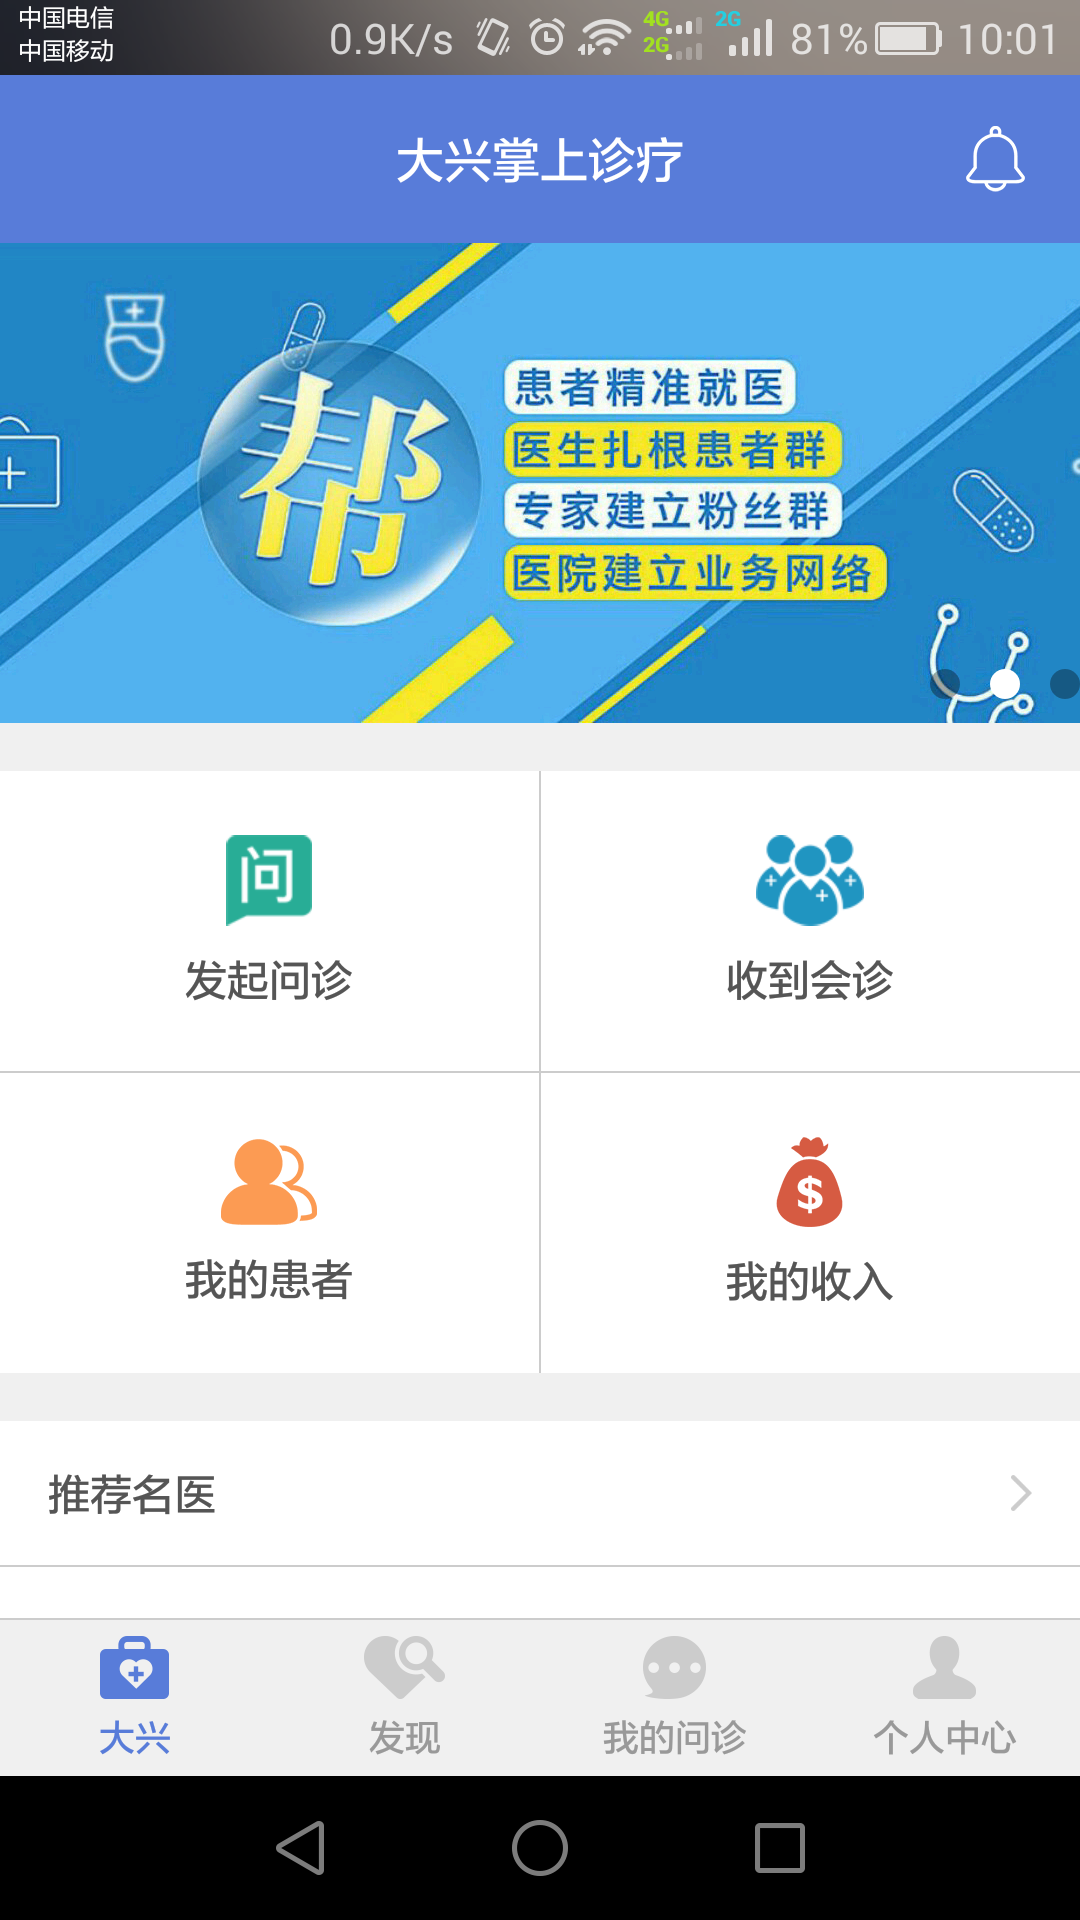 中国电信
中国移动
0.9K/s
4G
2G
2G
81%
10:01
大兴掌上诊疗
帮
患者精准就医
医生扎根患者群
专家建立粉丝群
医院建立业务网络
问
发起问诊
收到会诊
我的患者
$
我的收入
推荐名医
大兴
发现
我的问诊
个人中心